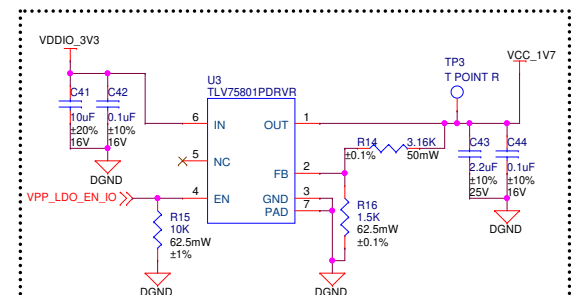 VDDIO_3V3
TP3
VCC_1V7
T POINT R
U3
TLV75801PDRVR
C41
C42
10uF
0.1uF
±20%
±10%
16V
16V
6
IN
OUT
1
5
NC
R14
3.16K
±0.1%
50mW
C43
C44
2.2uF
0.1uF
±10%
±10%
25V
16V
FB
2
DGND
VPP_LDO_EN_IO
4
EN
GND
3
PAD
7
R15
10K
62.5mW
±1%
R16
1.5K
62.5mW
±0.1%
DGND
DGND
DGND